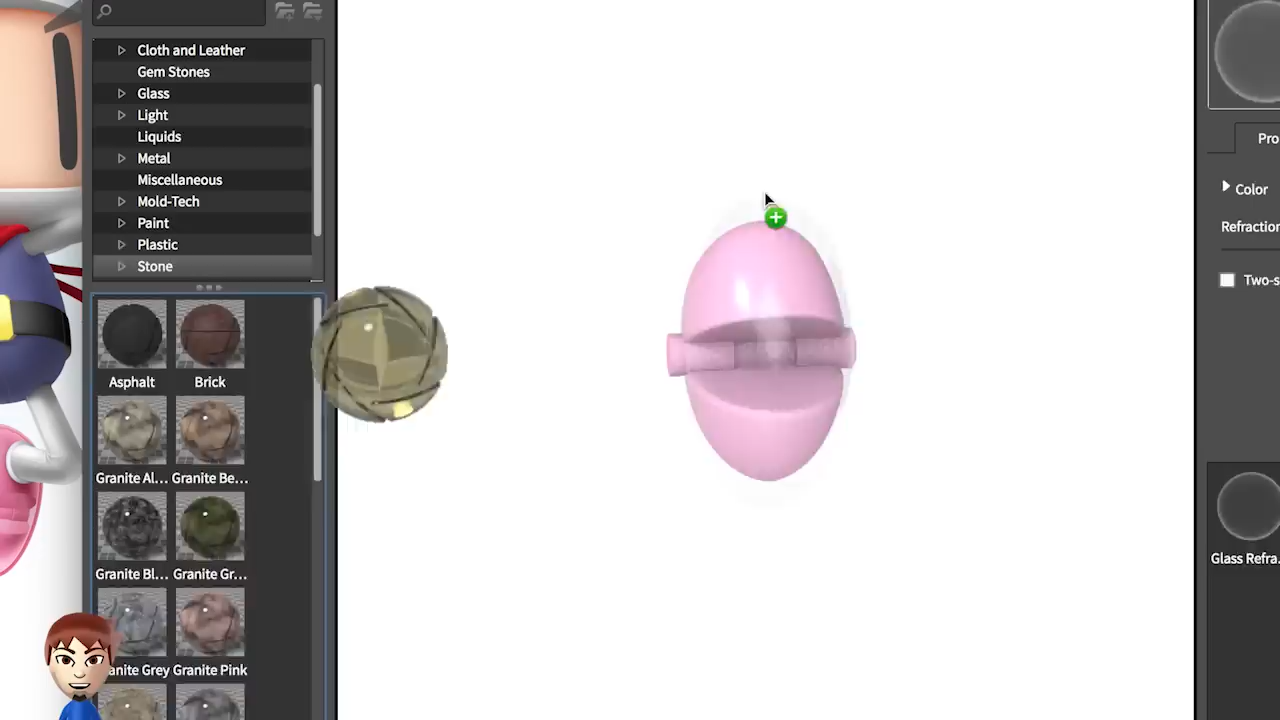 Cloth and Leather
Gem Stones
Glass
Light
Liquids
Metal
Miscellaneous
Mold-Tech
Paint
Plastic
Stone
Asphalt
Brick
Granite Al...
Granite Be...
Granite Bl...
Granite Gr...
anite Grey
Granite Pink
Pro
Color
Refraction
Two-s
Glass Refra...